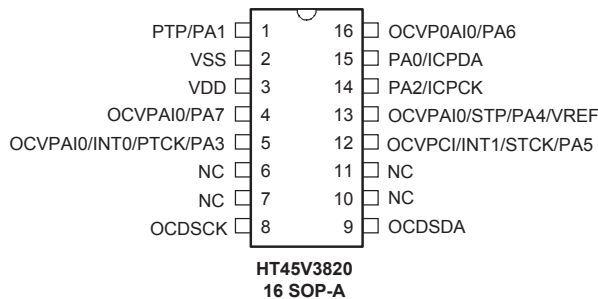 PTP/PA1 1 16 OCVP0AI0/PA6
VSS 2 15 PA0/ICPDA
VDD 3 14 PA2/ICPCK
OCVPAI0/PA7 4 13 OCVPAI0/STP/PA4/VREF
OCVPAI0/INT0/PTCK/PA3 5 12 OCVPCI/INT1/STCK/PA5
NC 6 11 NC
NC 7 10 NC
OCDSCK 8 9 OCDSDA
HT45V3820
16 SOP-A